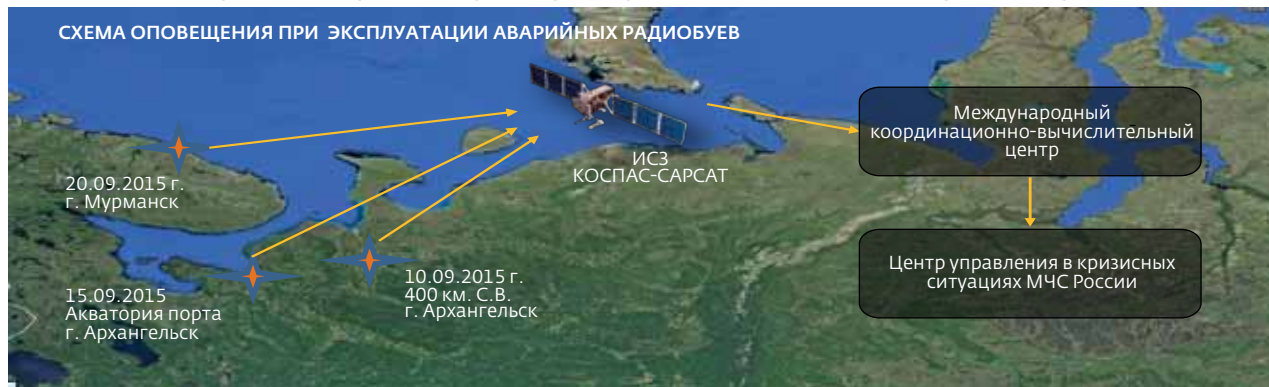 СХЕМА ОПОВЕЩЕНИЯ ПРИ ЭКСПЛУАТАЦИИ АВАРИЙНЫХ РАДИОБУЕВ
20.09.2015 г.
г. Мурманск
15.09.2015
Акватория порта
г. Архангельск
10.09.2015 г.
400 км. С.В.
г. Архангельск
ИСЗ
КОСПАС-САРСАТ
Международный
координационно-вычислительный
центр
Центр управления в кризисных
ситуациях МЧС России